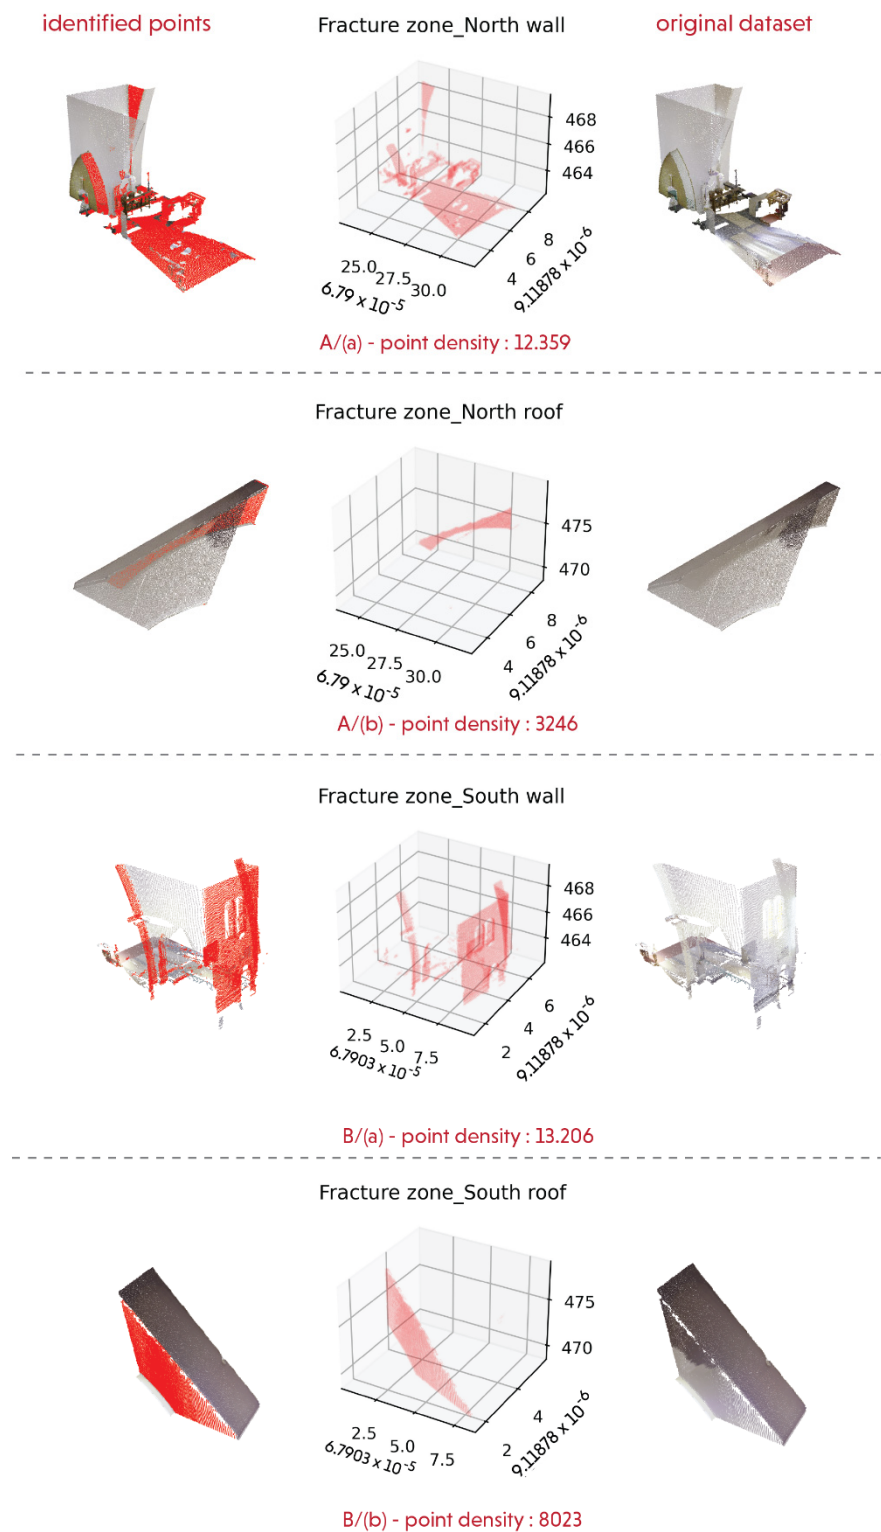 identified points
Fracture zone_North wall
original dataset
468
466
464
8
6
4
25.0
27.5
30.0
6.79 x 10-5
9.11878 x 10-6
A/(a) - point density : 12.359
Fracture zone_North roof
475
470
8
6
4
25.0
27.5
30.0
6.79 x 10-5
9.11878 x 10-6
A/(b) - point density : 3246
Fracture zone_South wall
468
466
464
6
4
2
2.5
5.0
7.5
6.7903 x 10-5
9.11878 x 10-6
B/(a) - point density : 13.206
Fracture zone_South roof
475
470
4
2
2.5
5.0
7.5
6.7903 x 10-5
9.11878 x 10-6
B/(b) - point density : 8023